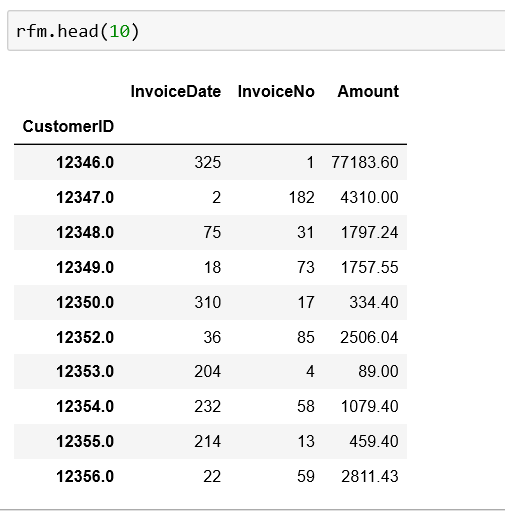 rfm.head(10)
InvoiceDate InvoiceNo Amount
CustomerID
12346.0 325 1 77183.60
12347.0 2 182 4310.00
12348.0 75 31 1797.24
12349.0 18 73 1757.55
12350.0 310 17 334.40
12352.0 36 85 2506.04
12353.0 204 4 89.00
12354.0 232 58 1079.40
12355.0 214 13 459.40
12356.0 22 59 2811.43